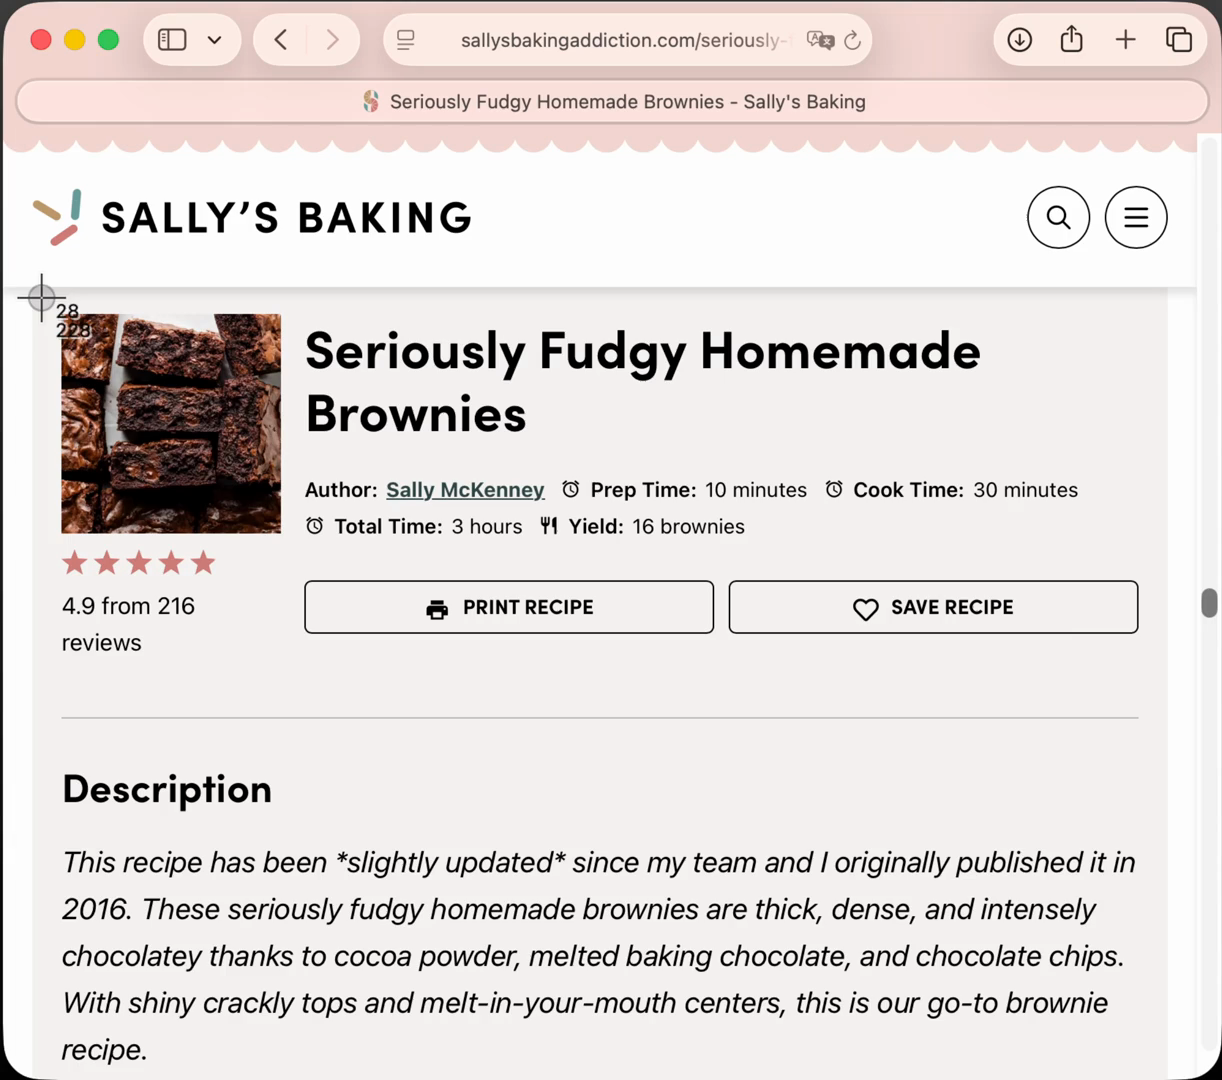 sallysbakingaddiction.com/seriously-
Seriously Fudgy Homemade Brownies - Sally's Baking
SALLY’S BAKING
28
228
Seriously Fudgy Homemade
Brownies
Author: Sally McKenney Prep Time: 10 minutes Cook Time: 30 minutes
Total Time: 3 hours Yield: 16 brownies
4.9 from 216
reviews
PRINT RECIPE
SAVE RECIPE
Description
This recipe has been *slightly updated* since my team and I originally published it in
2016. These seriously fudgy homemade brownies are thick, dense, and intensely
chocolatey thanks to cocoa powder, melted baking chocolate, and chocolate chips.
With shiny crackly tops and melt-in-your-mouth centers, this is our go-to brownie
recipe.